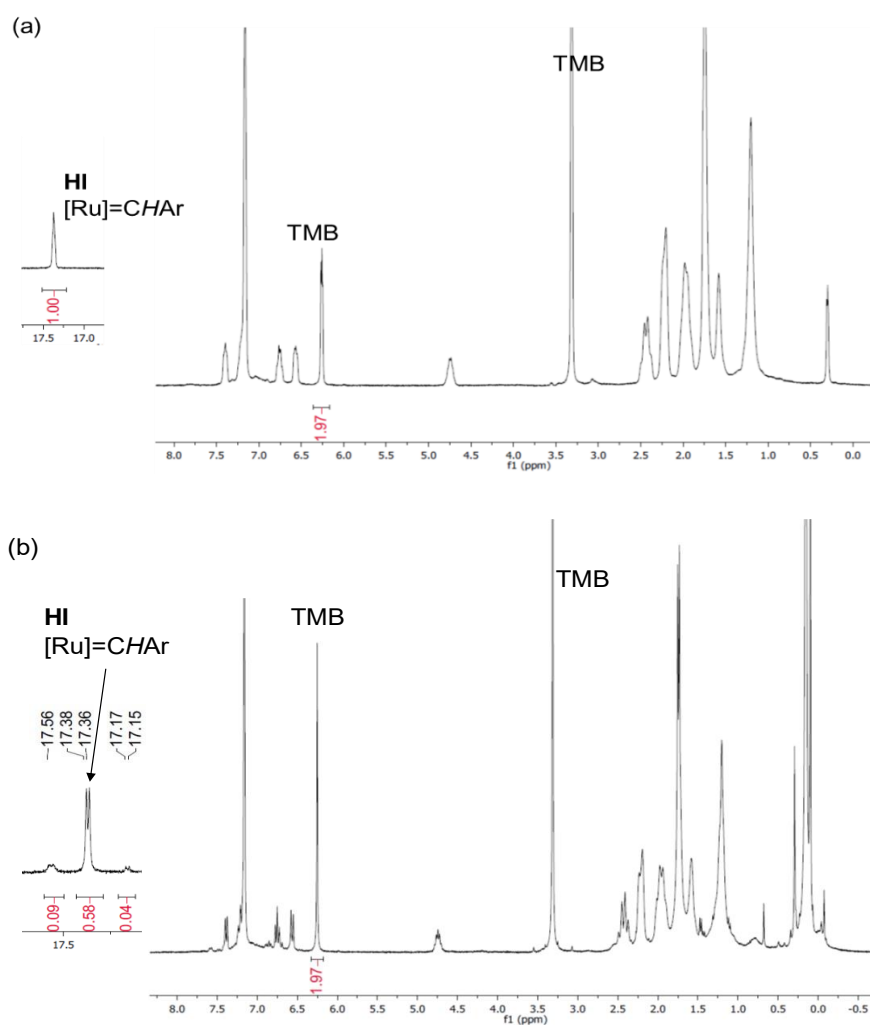 (a)
TMB
HI
[Ru]=CHAr
TMB
1.00
17.5 17.0
1.97
8.0 7.5 7.0 6.5 6.0 5.5 5.0 4.5 4.0 3.5 3.0 2.5 2.0 1.5 1.0 0.5 0.0
f1 (ppm)
(b)
TMB
HI
[Ru]=CHAr
TMB
17.56
17.38
17.36
17.17
17.15
0.09
0.58
0.04
17.5
1.97
8.0 7.5 7.0 6.5 6.0 5.5 5.0 4.5 4.0 3.5 3.0 2.5 2.0 1.5 1.0 0.5 0.0 -0.5
f1 (ppm)